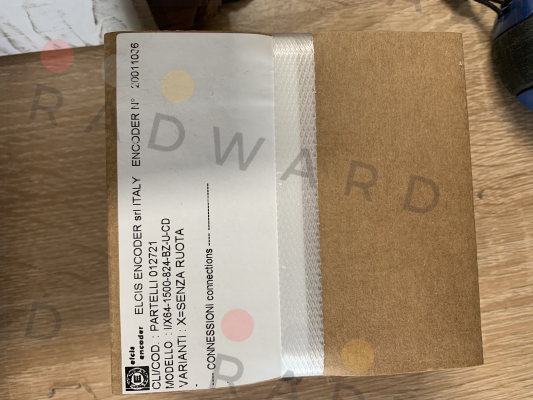 elcis
encoder
ELCIS ENCODER srl ITALY ENCODER N° 20011026
CLI/COD. : PARTELLI 012721
MODELLO : I/X64-1500-824-BZ-U-CD
VARIANTI : X=SENZA RUOTA
-
---- CONNESSIONI connections ---- ----------------
RADWARD